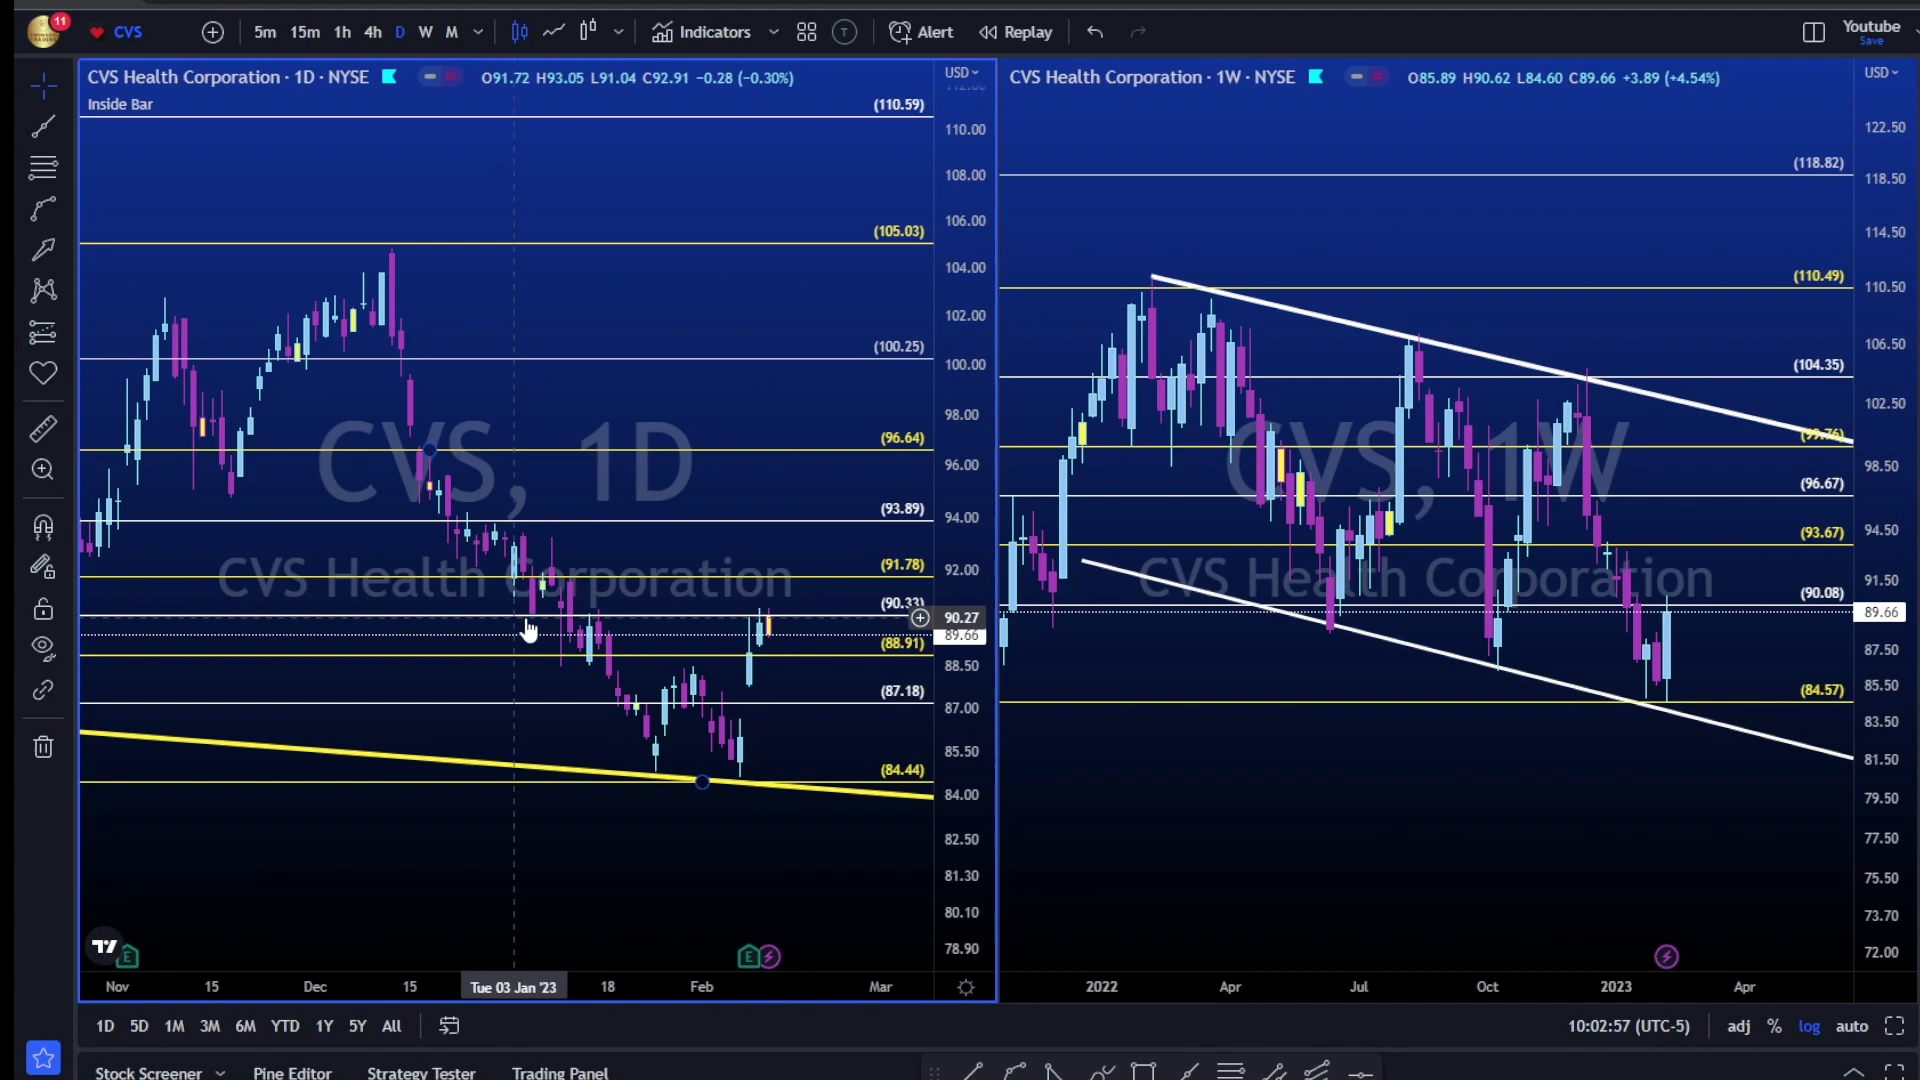 11
CVS
5m 15m 1h 4h D W M
Indicators
T
Alert
Replay
Youtube
Save
CVS Health Corporation · 1D · NYSE
O91.72 H93.05 L91.04 C92.91 −0.28 (−0.30%)
USD
Inside Bar
(110.59)
110.00
108.00
106.00
(105.03)
104.00
102.00
(100.25)
100.00
98.00
(96.64)
96.00
(93.89)
94.00
(91.78)
92.00
(90.33)
90.27
89.66
(88.91)
88.50
(87.18)
87.00
85.50
(84.44)
84.00
82.50
81.30
80.10
78.90
CVS, 1D
CVS Health Corporation
E
E
Nov 15 Dec 15 Tue 03 Jan '23 18 Feb Mar
CVS Health Corporation · 1W · NYSE
O85.89 H90.62 L84.60 C89.66 +3.89 (+4.54%)
USD
122.50
(118.82)
118.50
114.50
(110.49)
110.50
106.50
(104.35)
102.50
(99.76)
98.50
(96.67)
94.50
(93.67)
91.50
(90.08)
89.66
87.50
85.50
(84.57)
83.50
81.50
79.50
77.50
75.50
73.70
72.00
CVS, 1W
CVS Health Corporation
2022 Apr Jul Oct 2023 Apr
1D 5D 1M 3M 6M YTD 1Y 5Y All
10:02:57 (UTC-5) adj % log auto
Stock Screener Pine Editor Strategy Tester Trading Panel